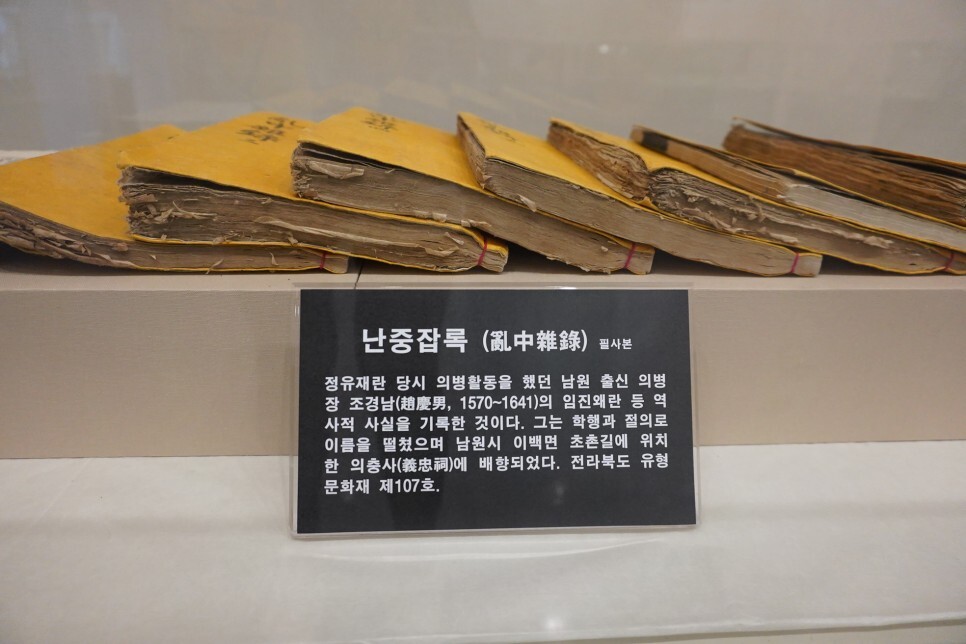 난중잡록 (亂中雜錄) 필사본
정유재란 당시 의병활동을 했던 남원 출신 의병
장 조경남(趙慶男, 1570~1641)의 임진왜란 등 역
사적 사실을 기록한 것이다. 그는 학행과 절의로
이름을 떨쳤으며 남원시 이백면 초촌길에 위치
한 의충사(義忠祠)에 배향되었다. 전라북도 유형
문화재 제107호.